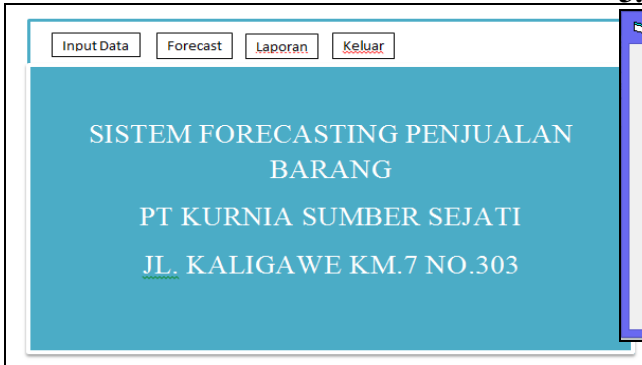 Input Data Forecast Laporan Keluar
SISTEM FORECASTING PENJUALAN
BARANG
PT KURNIA SUMBER SEJATI
JL. KALIGAWE KM.7 NO.303